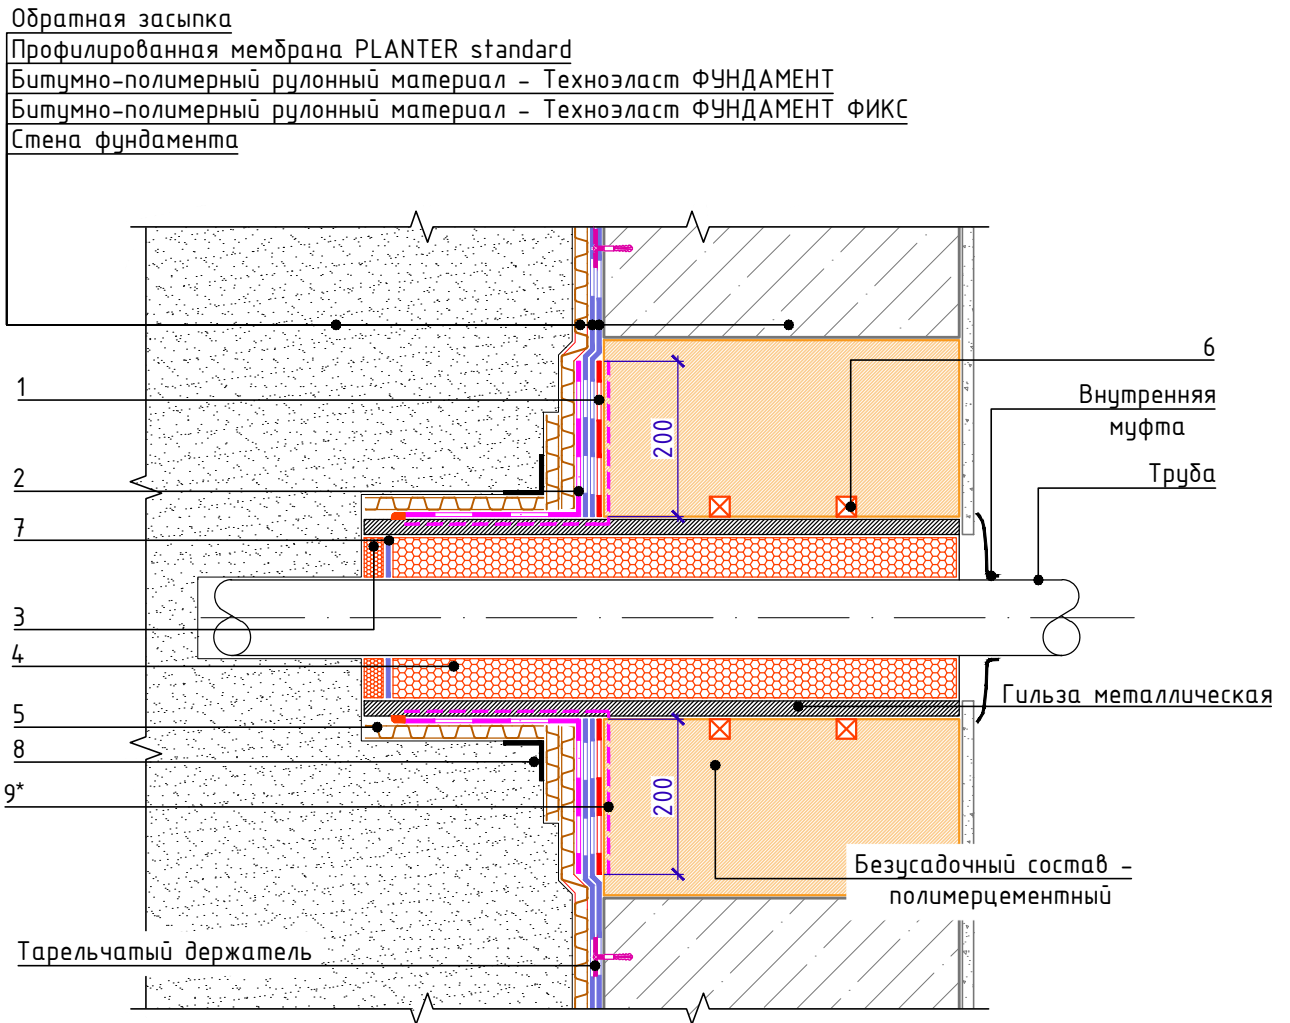 Обратная засыпка
Профилированная мембрана PLANTER standard
Битумно-полимерный рулонный материал - Техноэласт ФУНДАМЕНТ
Битумно-полимерный рулонный материал - Техноэласт ФУНДАМЕНТ ФИКС
Стена фундамента
6
1
Внутренняя
муфта
200
2
Труба
7
3
4
Гильза металлическая
5
8
9*
200
Безусадочный состав -
полимерцементный
Тарельчатый держатель